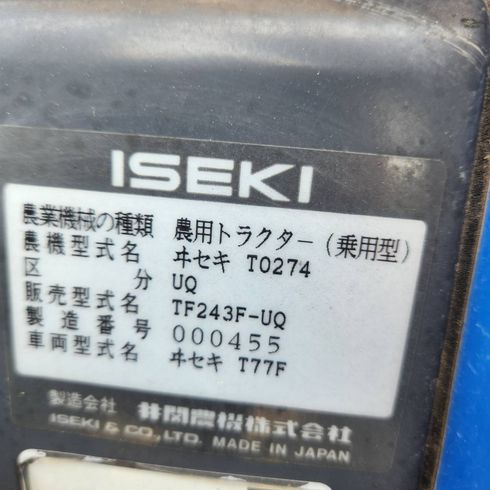 ISEKI
農業機械の種類 農用トラクター(乗用型)
農機型式名 ヰセキ T0274
区分 UQ
販売型式名 TF243F-UQ
製造番号 000455
車両型式名 ヰセキ T77F
製造会社 井関農機株式会社
ISEKI & CO., LTD. MADE IN JAPAN